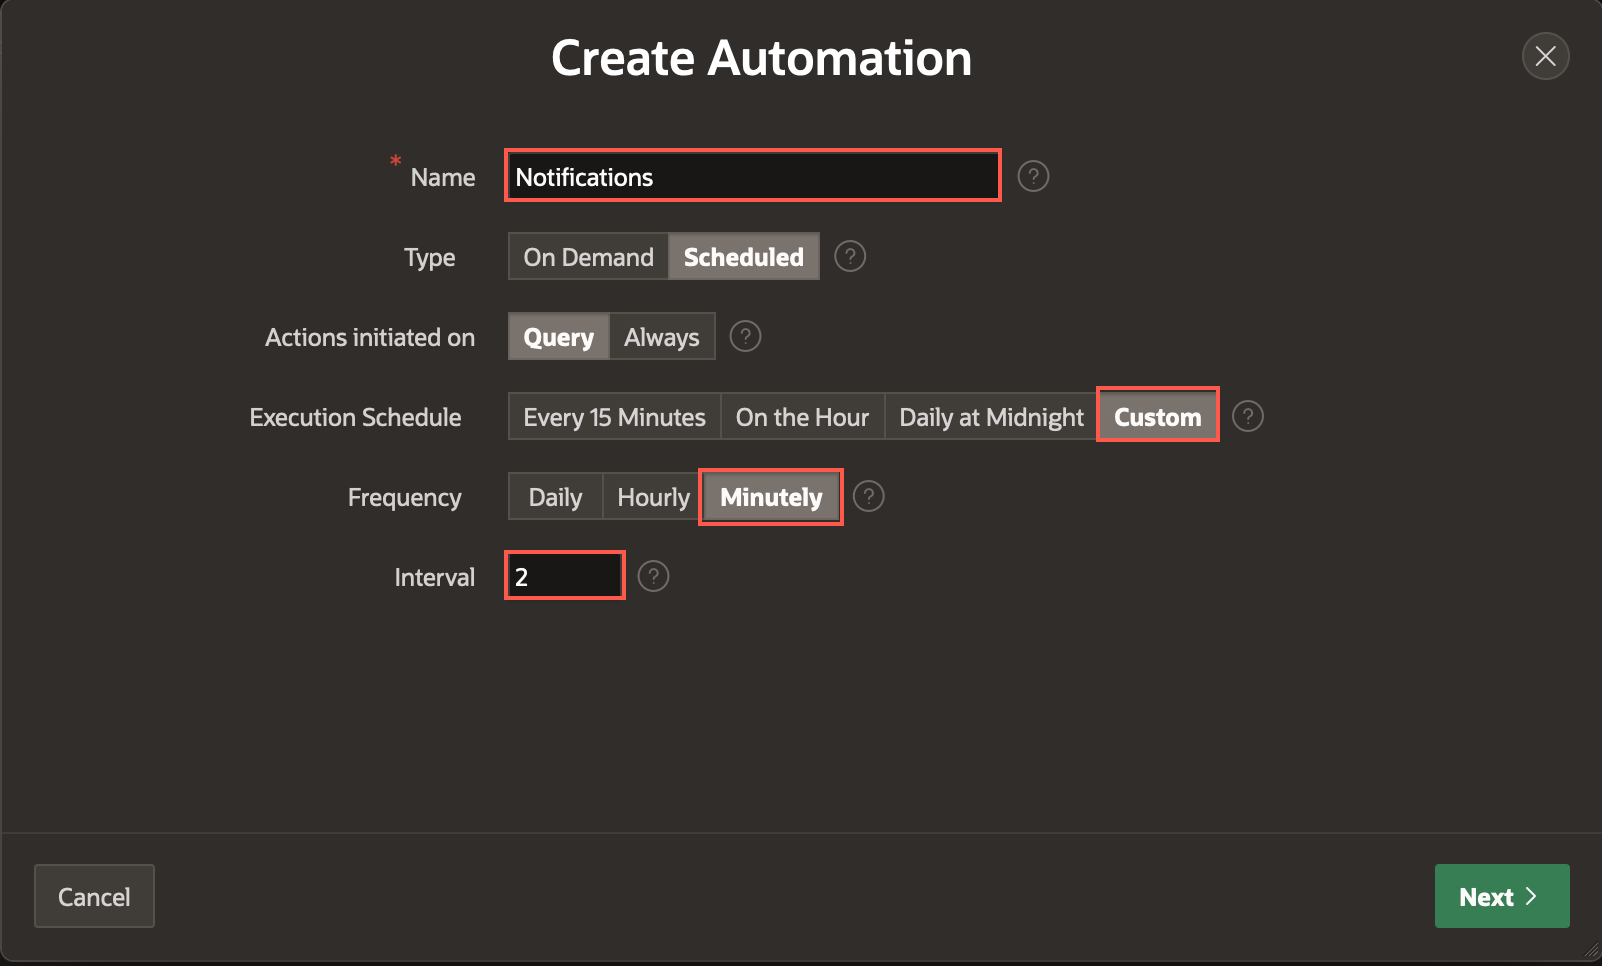 Create Automation
* Name Notifications ?
Type On Demand Scheduled ?
Actions initiated on Query Always ?
Execution Schedule Every 15 Minutes On the Hour Daily at Midnight Custom ?
Frequency Daily Hourly Minutely ?
Interval 2 ?
Cancel Next